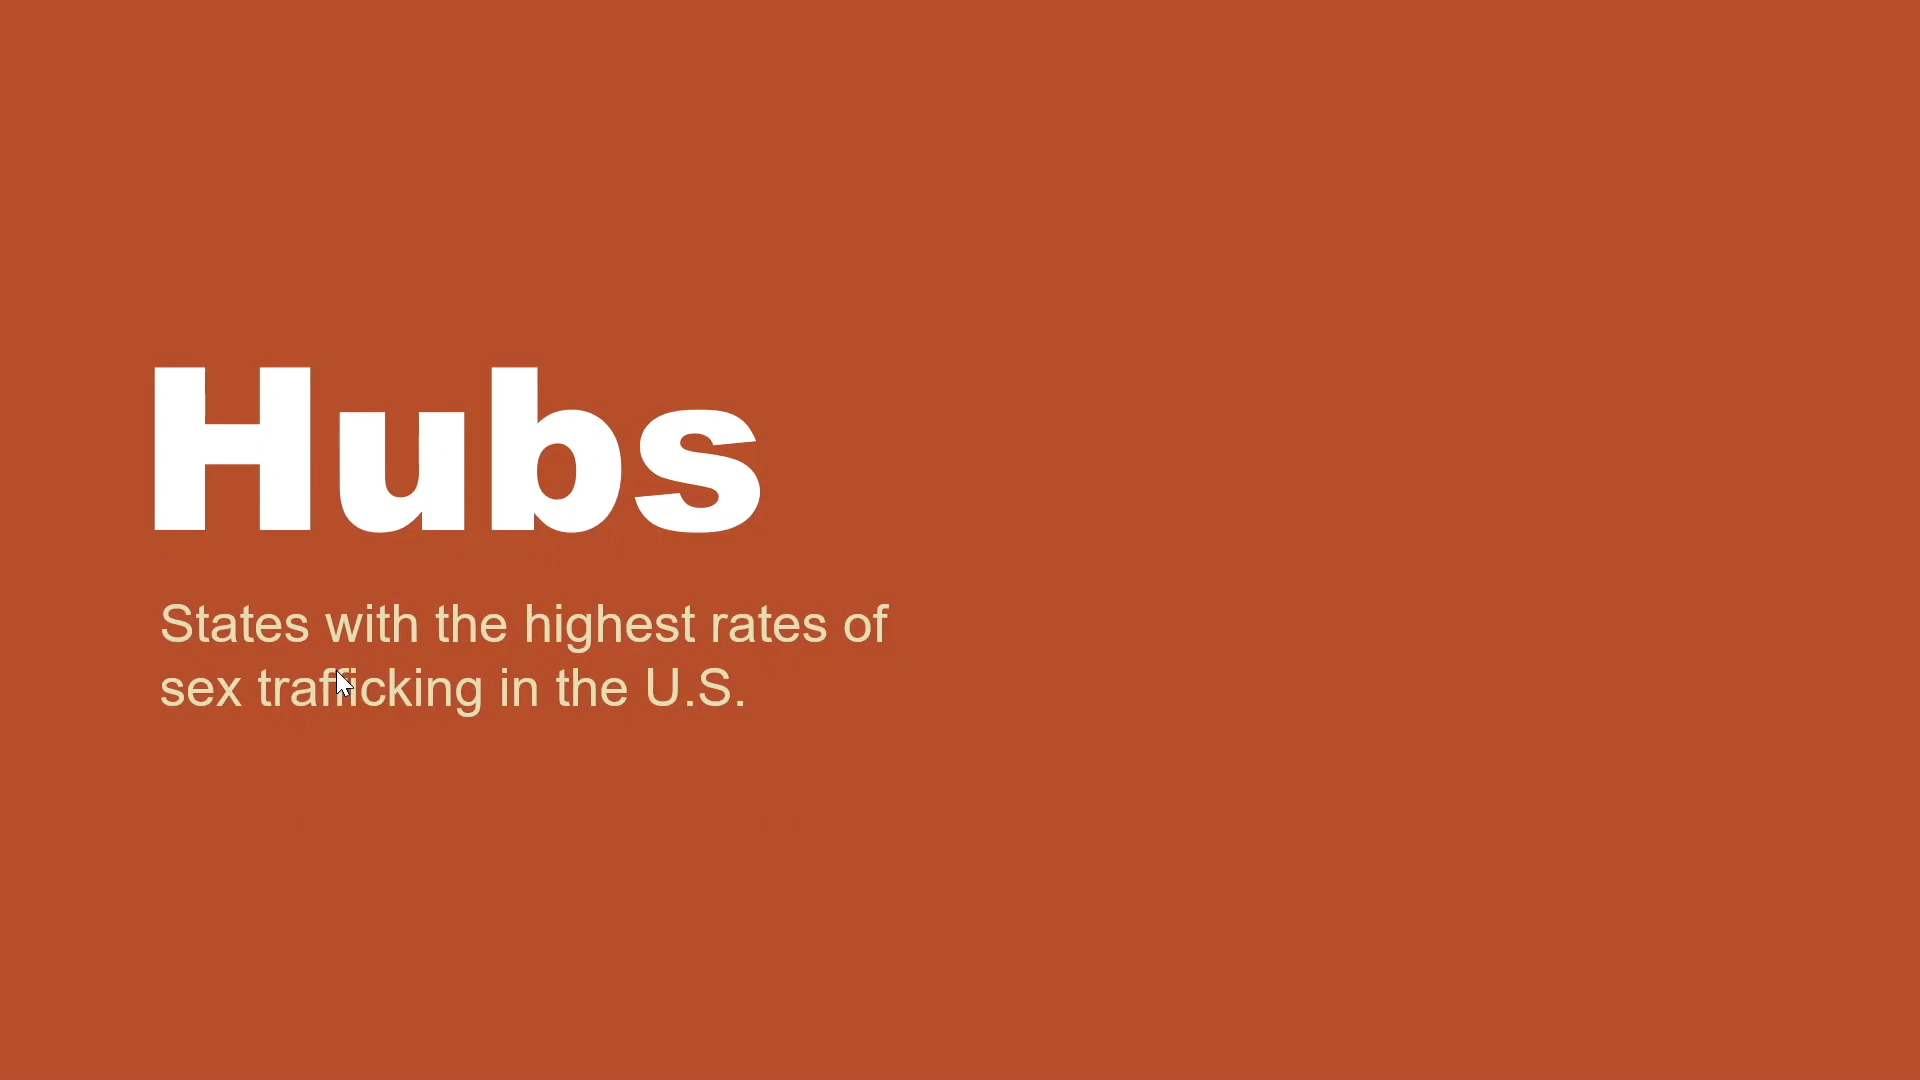 Hubs
States with the highest rates of
sex trafficking in the U.S.